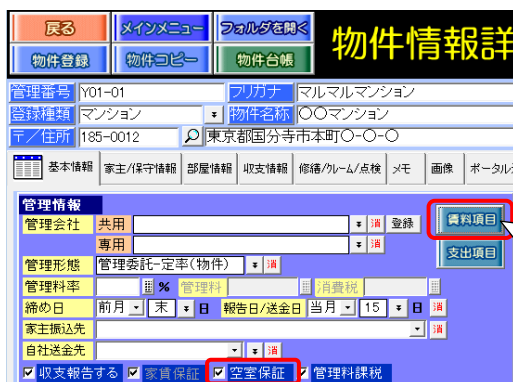 戻る メインメニュー フォルダを開く 物件情報詳
物件登録 物件コピー 物件台帳
管理番号 Y01-01 フリガナ マルマルマンション
登録種類 マンション 物件名称 〇〇マンション
〒／住所 185-0012 東京都国分寺市本町〇-〇-〇
基本情報 家主/保守情報 部屋情報 収支情報 修繕/クレーム/点検 メモ 画像 ポータル
管理情報
管理会社 共用 消 登録 賃料項目
専用 消 支出項目
管理形態 管理委託-定率(物件) 消
管理料率 % 管理料 消費税
締め日 前月 末 日 報告日/送金日 当月 15 日 消
家主振込先 消
自社送金先 消
収支報告する 家賃保証 空室保証 管理料課税